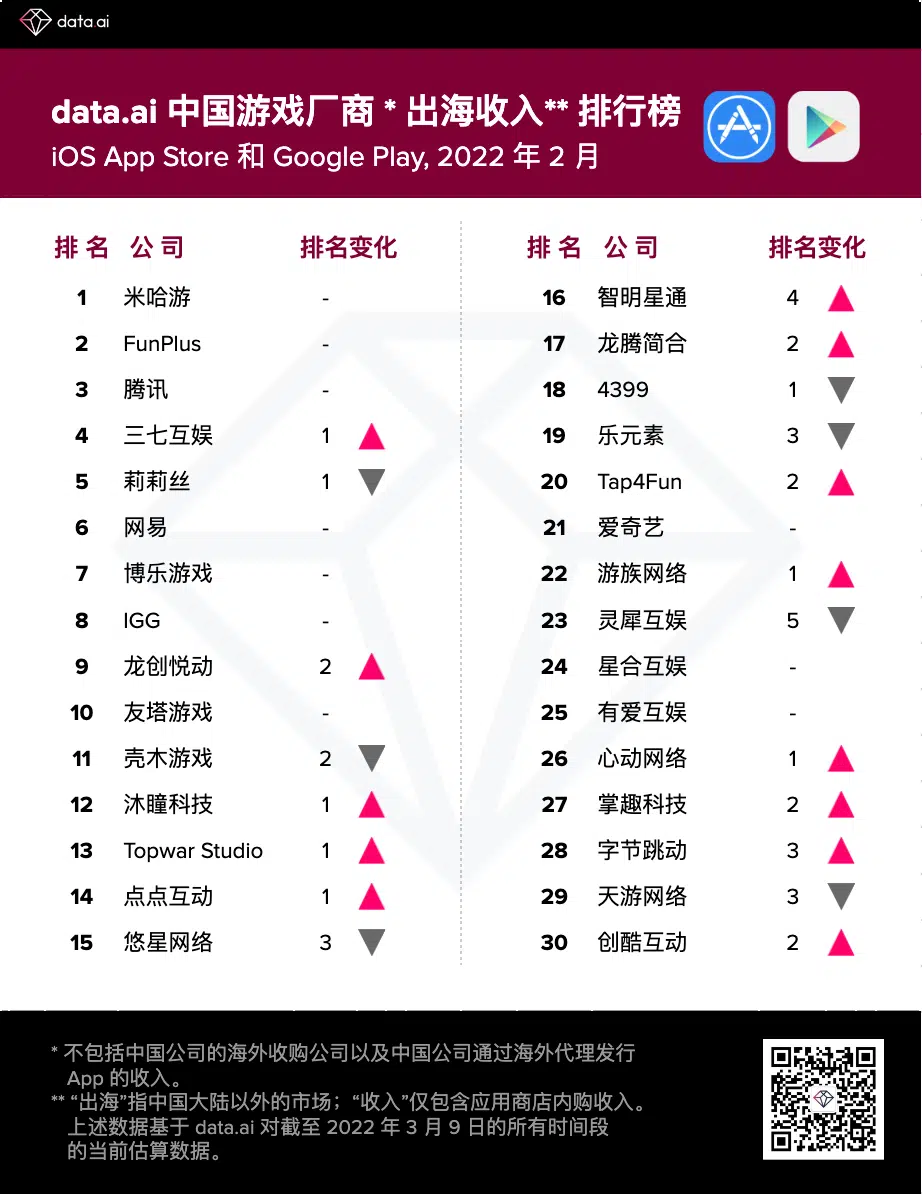 data.ai
data.ai 中国游戏厂商 * 出海收入** 排行榜
iOS App Store 和 Google Play, 2022 年 2 月
排 名 公 司 排名变化
1 米哈游 -
2 FunPlus -
3 腾讯 -
4 三七互娱 1 ▲
5 莉莉丝 1 ▼
6 网易 -
7 博乐游戏 -
8 IGG -
9 龙创悦动 2 ▲
10 友塔游戏 -
11 壳木游戏 2 ▼
12 沐瞳科技 1 ▲
13 Topwar Studio 1 ▲
14 点点互动 1 ▲
15 悠星网络 3 ▼
排 名 公 司 排名变化
16 智明星通 4 ▲
17 龙腾简合 2 ▲
18 4399 1 ▼
19 乐元素 3 ▼
20 Tap4Fun 2 ▲
21 爱奇艺 -
22 游族网络 1 ▲
23 灵犀互娱 5 ▼
24 星合互娱 -
25 有爱互娱 -
26 心动网络 1 ▲
27 掌趣科技 2 ▲
28 字节跳动 3 ▲
29 天游网络 3 ▼
30 创酷互动 2 ▲
* 不包括中国公司的海外收购公司以及中国公司通过海外代理发行
App 的收入。
** “出海”指中国大陆以外的市场；“收入”仅包含应用商店内购收入。
上述数据基于 data.ai 对截至 2022 年 3 月 9 日的所有时间段
的当前估算数据。